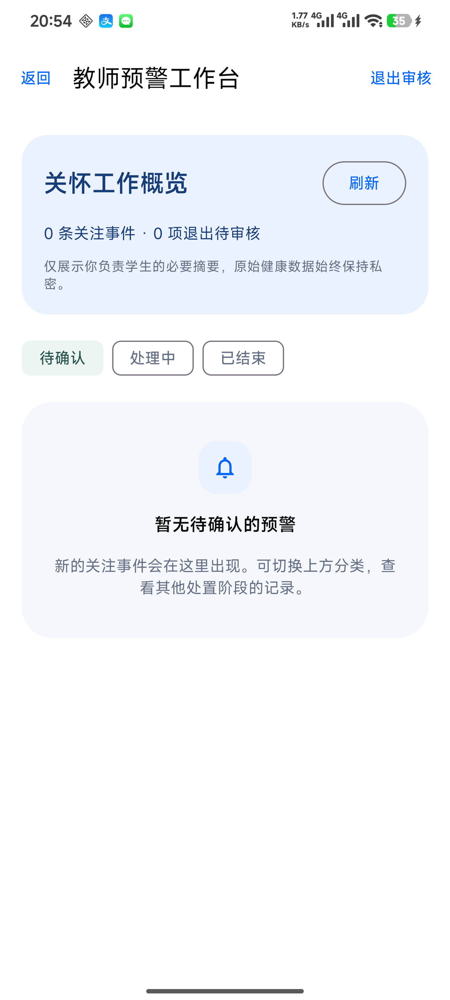 20:54 支 1.77 KB/s 4G 4G 35
返回 教师预警工作台 退出审核
关怀工作概览 刷新
0 条关注事件 · 0 项退出待审核
仅展示你负责学生的必要摘要，原始健康数据始终保持私
密。
待确认 处理中 已结束
暂无待确认的预警
新的关注事件会在这里出现。可切换上方分类，查
看其他处置阶段的记录。